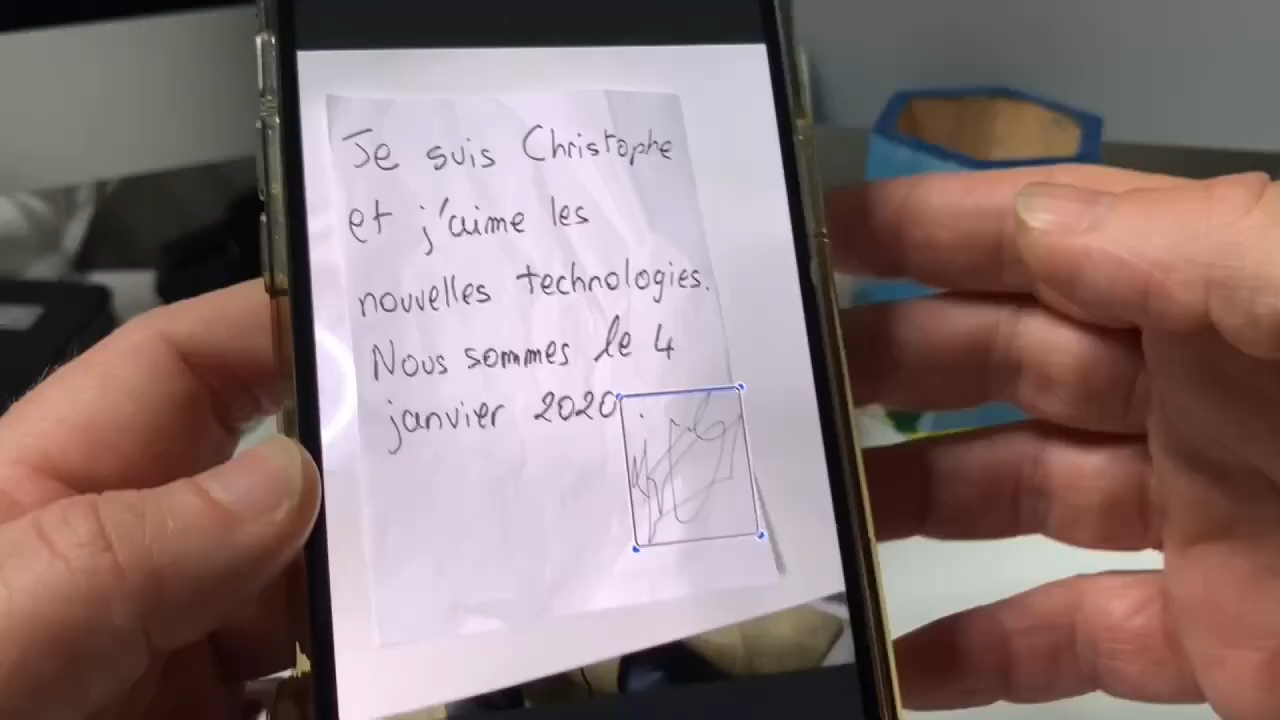 Je suis Christophe
et j'aime les
nouvelles technologies.
Nous sommes le 4
janvier 2020.